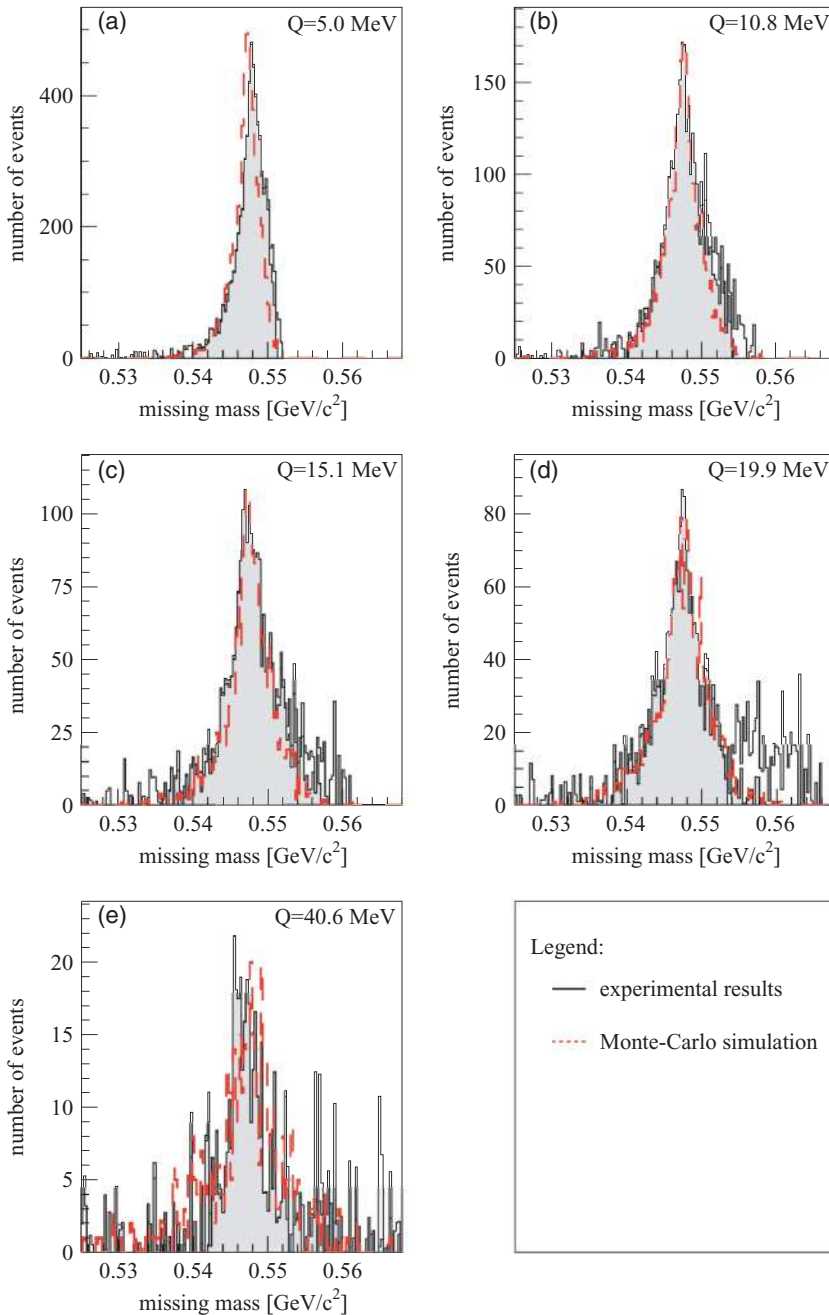 (a) Q=5.0 MeV
number of events
400
200
0
0.53 0.54 0.55 0.56
missing mass [GeV/c²]
(b) Q=10.8 MeV
number of events
150
100
50
0
0.53 0.54 0.55 0.56
missing mass [GeV/c²]
(c) Q=15.1 MeV
number of events
100
75
50
25
0
0.53 0.54 0.55 0.56
missing mass [GeV/c²]
(d) Q=19.9 MeV
number of events
80
60
40
20
0
0.53 0.54 0.55 0.56
missing mass [GeV/c²]
(e) Q=40.6 MeV
number of events
20
15
10
5
0
0.53 0.54 0.55 0.56
missing mass [GeV/c²]
Legend:
experimental results
Monte-Carlo simulation